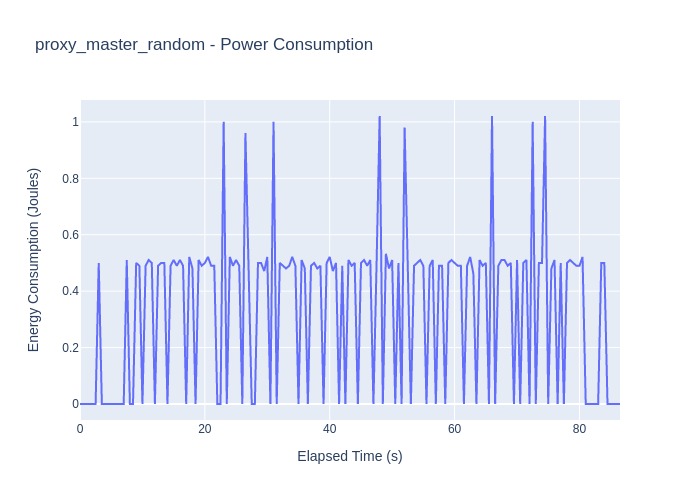 proxy_master_random - Power Consumption
Energy Consumption (Joules)
1
0.8
0.6
0.4
0.2
0
0 20 40 60 80
Elapsed Time (s)